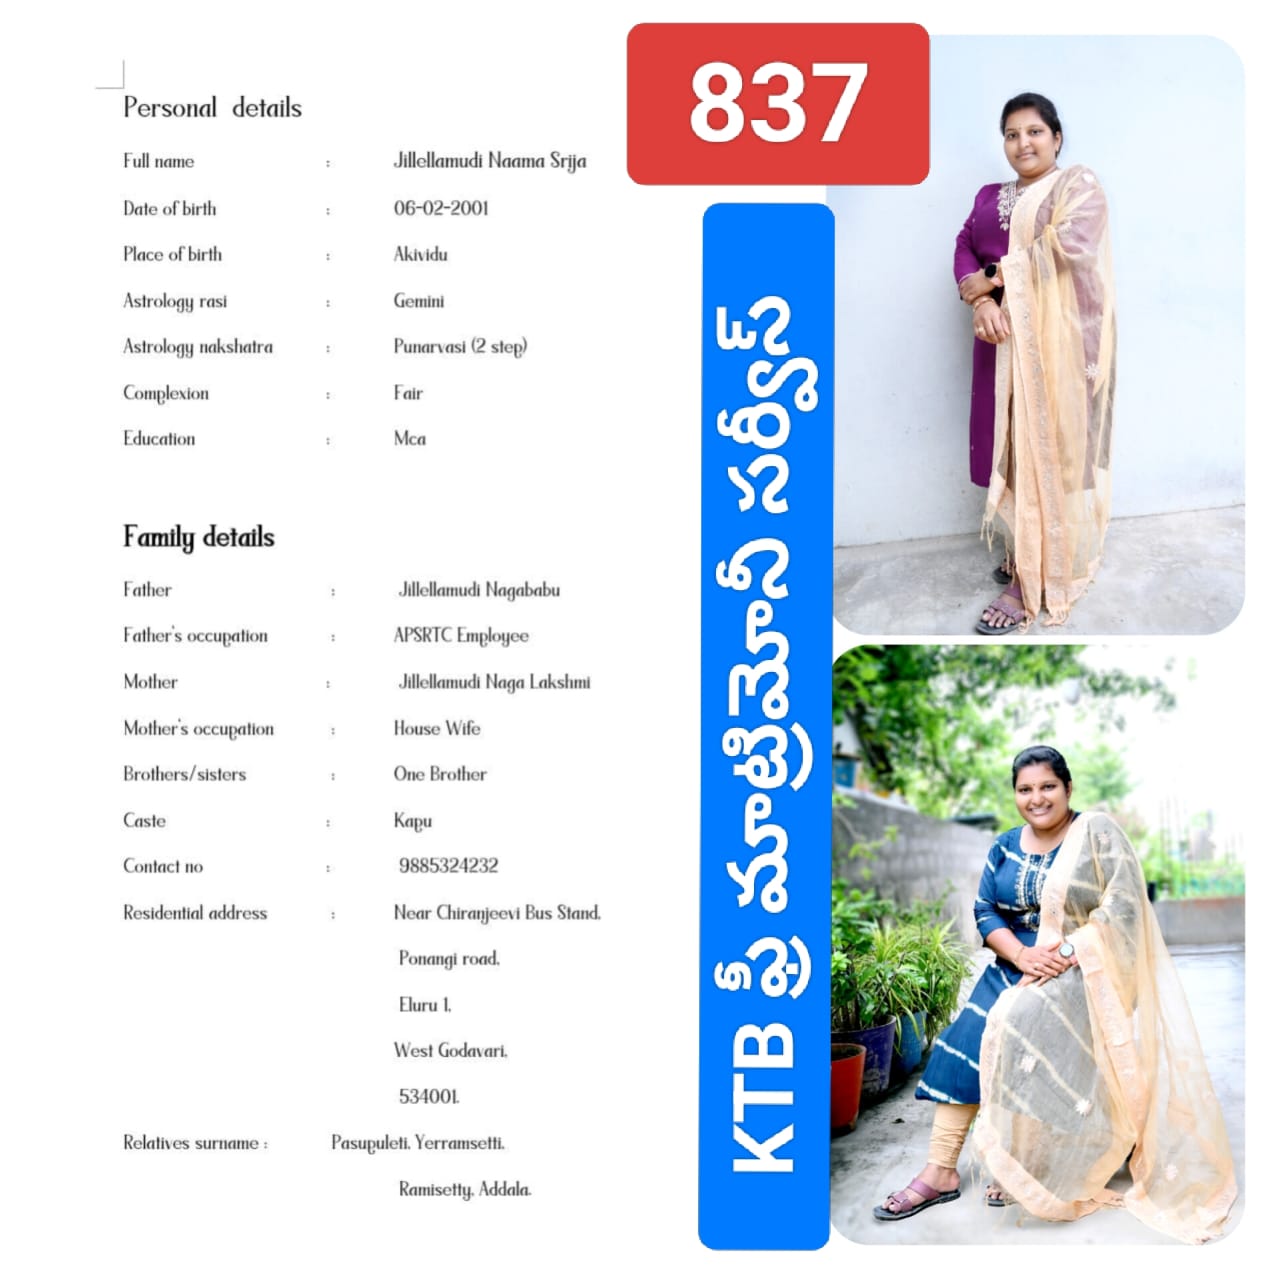 Personal details
Full name : Jillellamudi Naama Srija
Date of birth : 06-02-2001
Place of birth : Akividu
Astrology rasi : Gemini
Astrology nakshatra : Punarvasi (2 step)
Complexion : Fair
Education : Mca
Family details
Father : Jillellamudi Nagababu
Father's occupation : APSRTC Employee
Mother : Jillellamudi Naga Lakshmi
Mother's occupation : House Wife
Brothers/sisters : One Brother
Caste : Kapu
Contact no : 9885324232
Residential address : Near Chiranjeevi Bus Stand,
Ponangi road,
Eluru 1,
West Godavari,
534001.
Relatives surname : Pasupuleti, Yerramsetti,
Ramisetty, Addala.
837
KTB ఫ్రీ మాట్రిమోనీ సర్వీస్